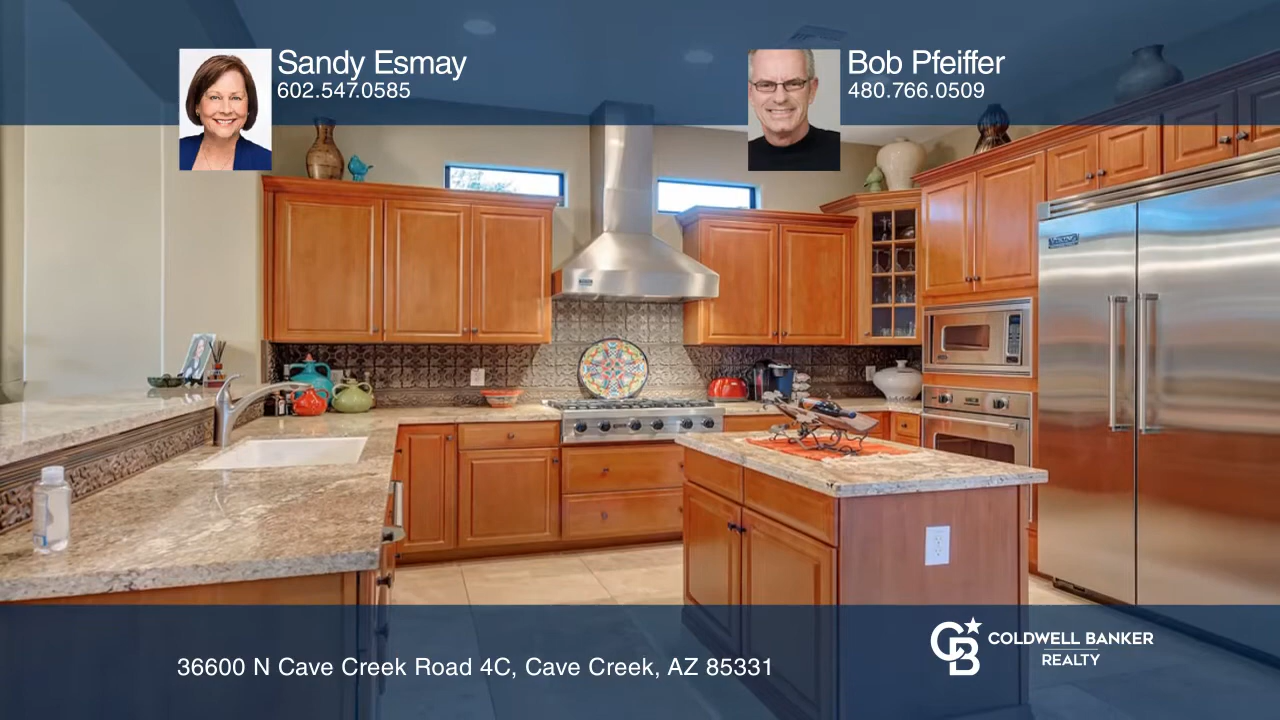 Sandy Esmay
602.547.0585
Bob Pfeiffer
480.766.0509
36600 N Cave Creek Road 4C, Cave Creek, AZ 85331
CB
COLDWELL BANKER
REALTY